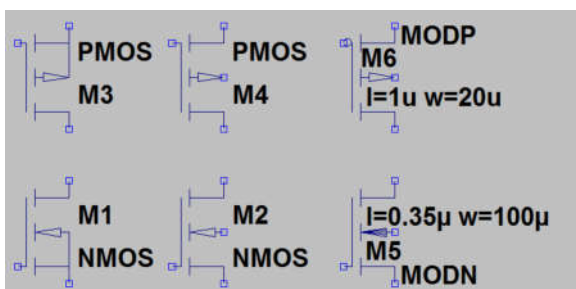 PMOS
M3
PMOS
M4
MODP
M6
l=1u w=20u
M1
NMOS
M2
NMOS
l=0.35µ w=100µ
M5
MODN